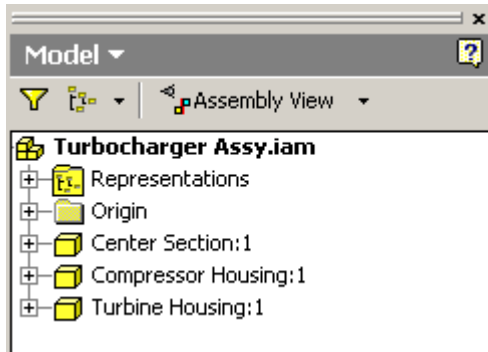 Model
Assembly View
Turbocharger Assy.iam
Representations
Origin
Center Section:1
Compressor Housing:1
Turbine Housing:1